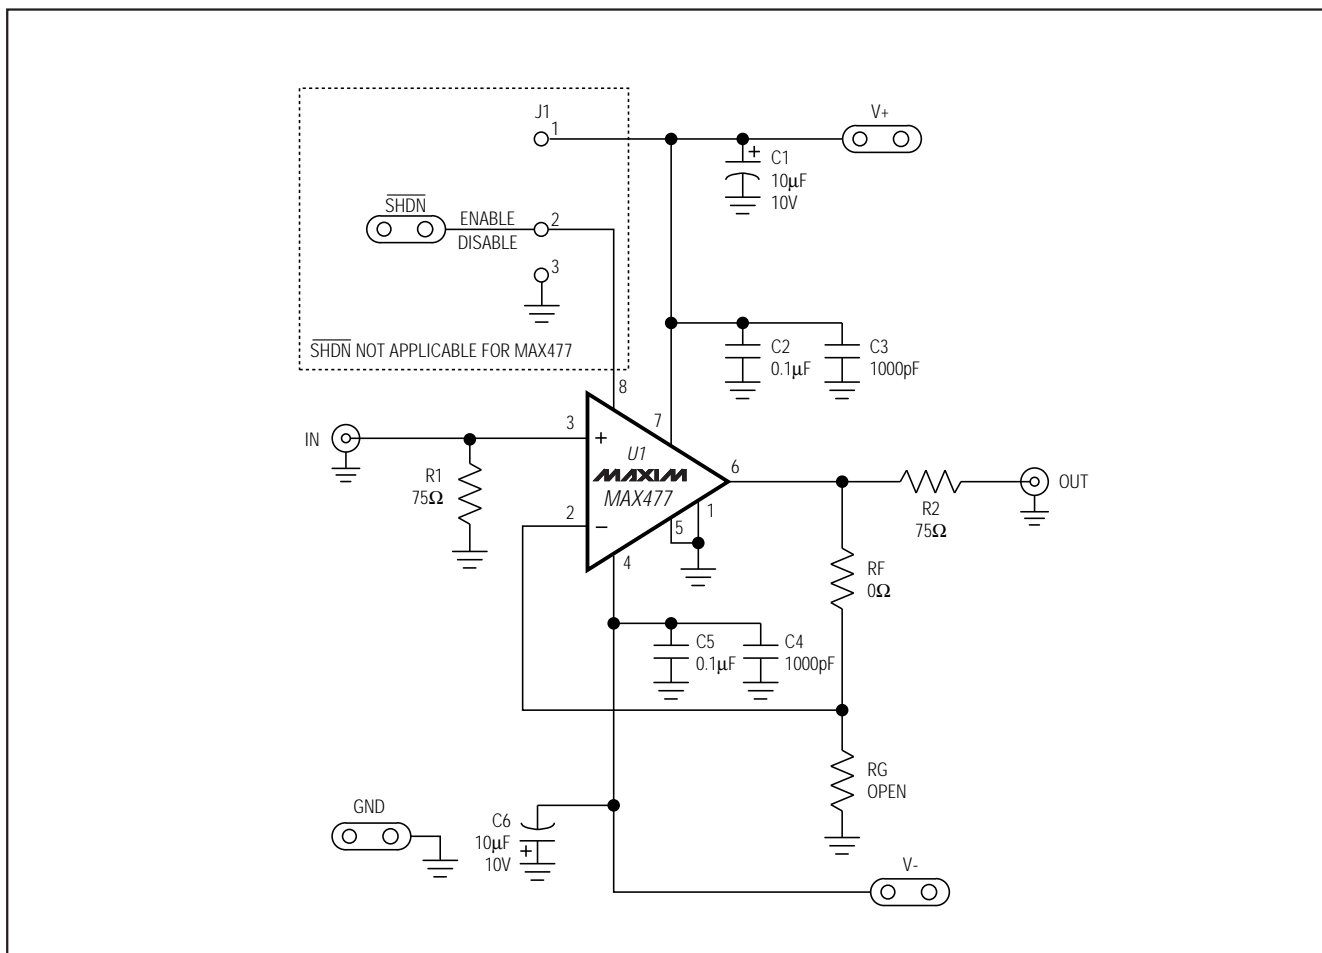 J1
1
V+
+
C1
10µF
10V
SHDN
ENABLE
2
DISABLE
3
SHDN NOT APPLICABLE FOR MAX477
C2
0.1µF
C3
1000pF
8
7
3
IN
+
U1
MAXIM
MAX477
6
R1
75Ω
OUT
R2
75Ω
2
−
5
1
4
RF
0Ω
C5
0.1µF
C4
1000pF
RG
OPEN
GND
C6
10µF
10V
+
V-